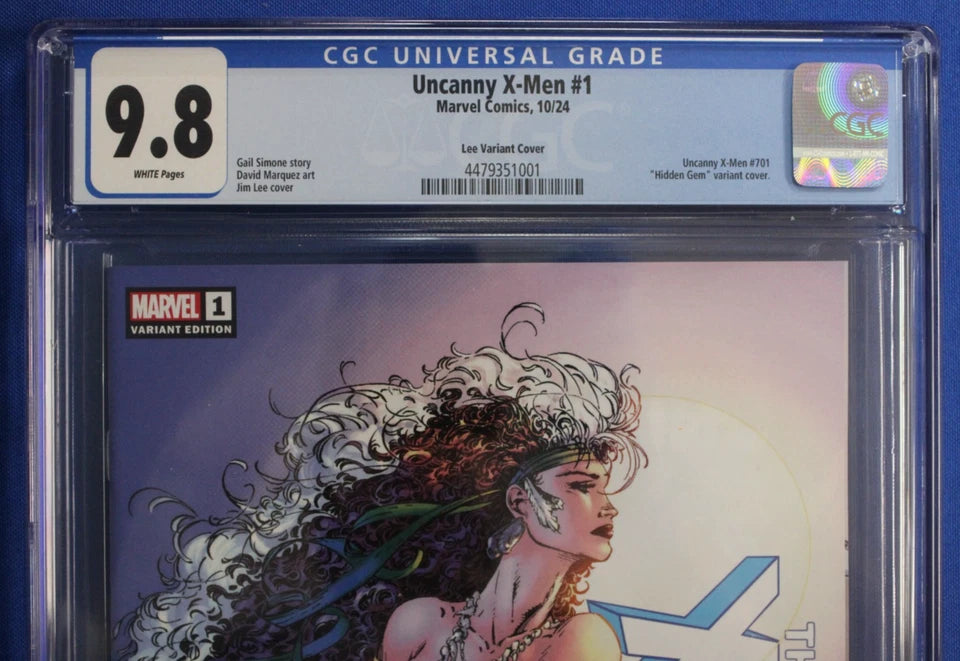 CGC UNIVERSAL GRADE
9.8
WHITE Pages
Uncanny X-Men #1
Marvel Comics, 10/24
Lee Variant Cover
4479351001
Gail Simone story
David Marquez art
Jim Lee cover
Uncanny X-Men #701
"Hidden Gem" variant cover.
CGC
CGC
MARVEL 1
VARIANT EDITION
X
TH